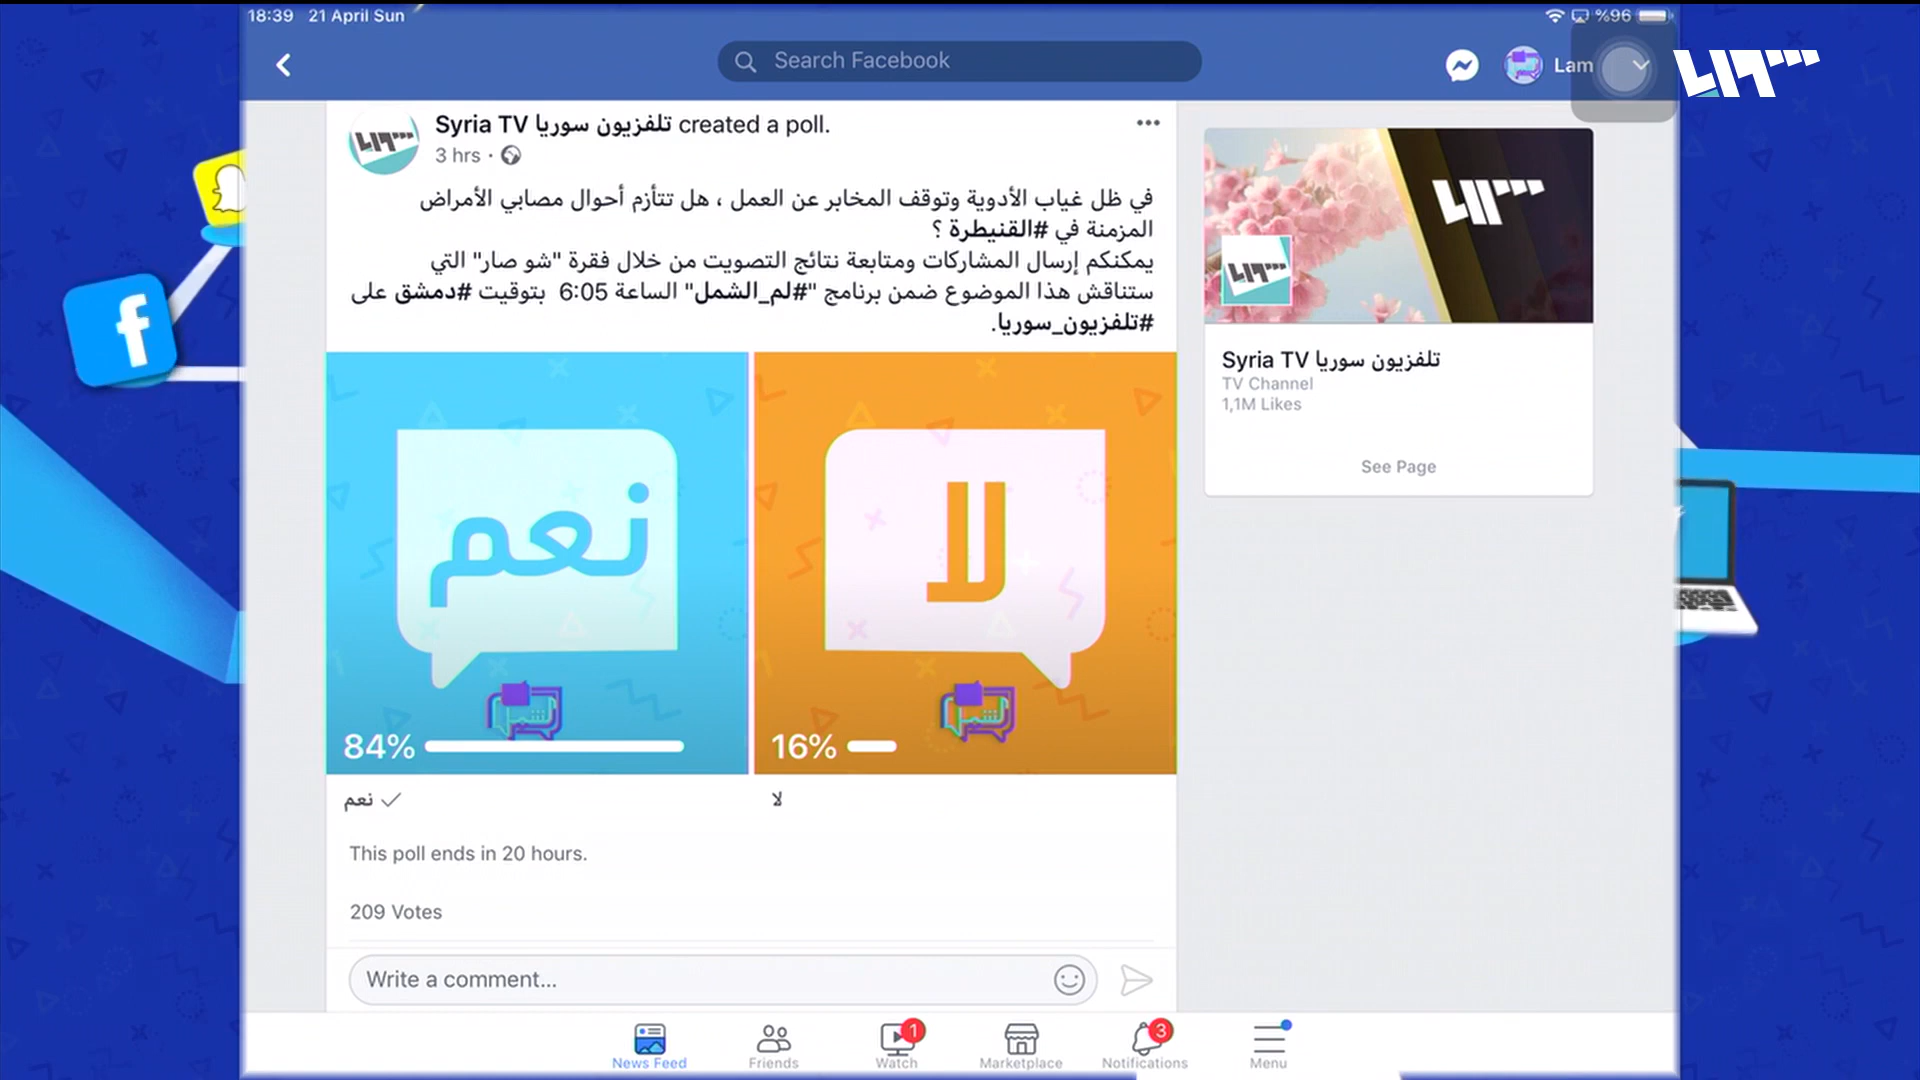 18:39 21 April Sun
%96
Search Facebook
Lam
Syria TV تلفزيون سوريا created a poll.
3 hrs
في ظل غياب الأدوية وتوقف المخابر عن العمل ، هل تتأزم أحوال مصابي الأمراض
المزمنة في #القنيطرة ؟
يمكنكم إرسال المشاركات ومتابعة نتائج التصويت من خلال فقرة "شو صار" التي
ستناقش هذا الموضوع ضمن برنامج "#لم_الشمل" الساعة 6:05 بتوقيت #دمشق على
#تلفزيون_سوريا.
نعم
84%
لا
16%
نعم
لا
This poll ends in 20 hours.
209 Votes
Write a comment...
Syria TV تلفزيون سوريا
TV Channel
1,1M Likes
See Page
News Feed
Friends
1
Watch
Marketplace
3
Notifications
Menu